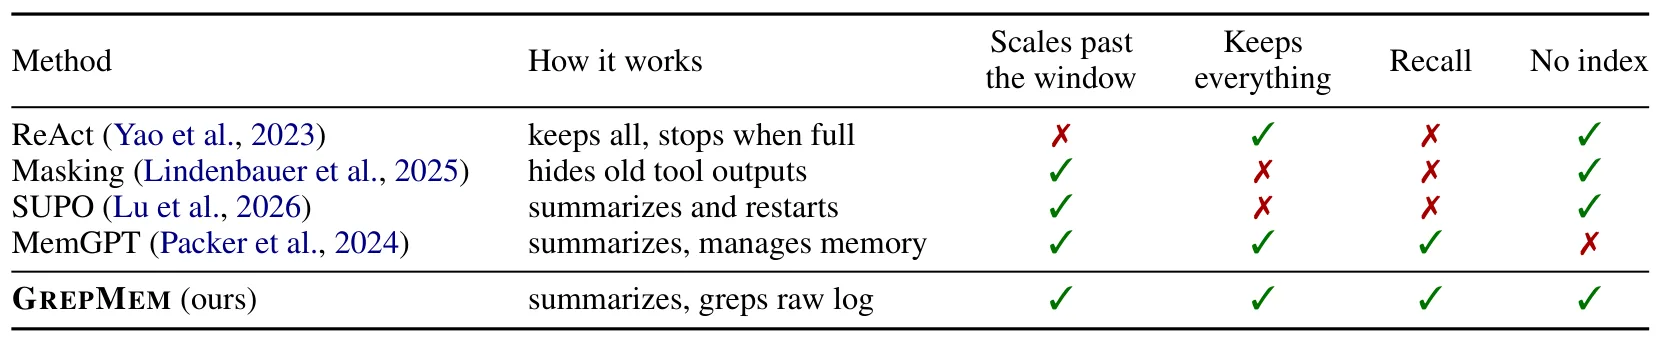 Method How it works Scales past the window Keeps everything Recall No index
ReAct (Yao et al., 2023) keeps all, stops when full ✗ ✓ ✗ ✓
Masking (Lindenbauer et al., 2025) hides old tool outputs ✓ ✗ ✗ ✓
SUPO (Lu et al., 2026) summarizes and restarts ✓ ✗ ✗ ✓
MemGPT (Packer et al., 2024) summarizes, manages memory ✓ ✓ ✓ ✗
GREPMEM (ours) summarizes, greps raw log ✓ ✓ ✓ ✓